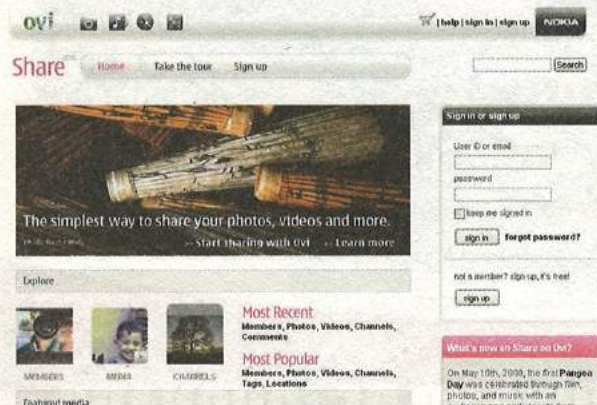 ovi
help | sign in | sign up
NOKIA
Share
Home Take the tour Sign up
Search
The simplest way to share your photos, videos and more.
Start sharing with Ovi Learn more
Explore
MEMBERS
MEDIA
CHANNELS
Most Recent
Members, Photos, Videos, Channels,
Comments
Most Popular
Members, Photos, Videos, Channels,
Tags, Locations
Featured media
Sign in or sign up
User ID or email
password
keep me signed in
sign in forgot password?
not a member? sign up, it's free!
sign up
What's new on Share on Ovi?
On May 10th, 2008, the first Pangea
Day was celebrated through film,
photos, and music with an